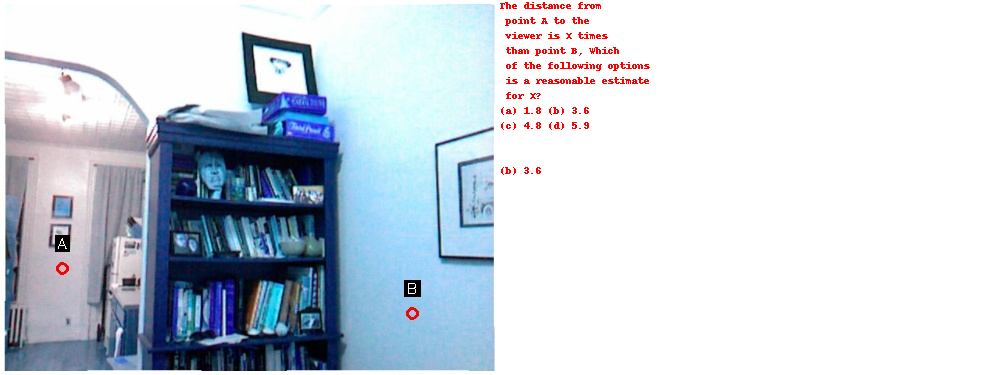 The distance from
point A to the
viewer is X times
than point B, Which
of the following options
is a reasonable estimate
for X?
(a) 1.8 (b) 3.6
(c) 4.8 (d) 5.9
(b) 3.6
A
B